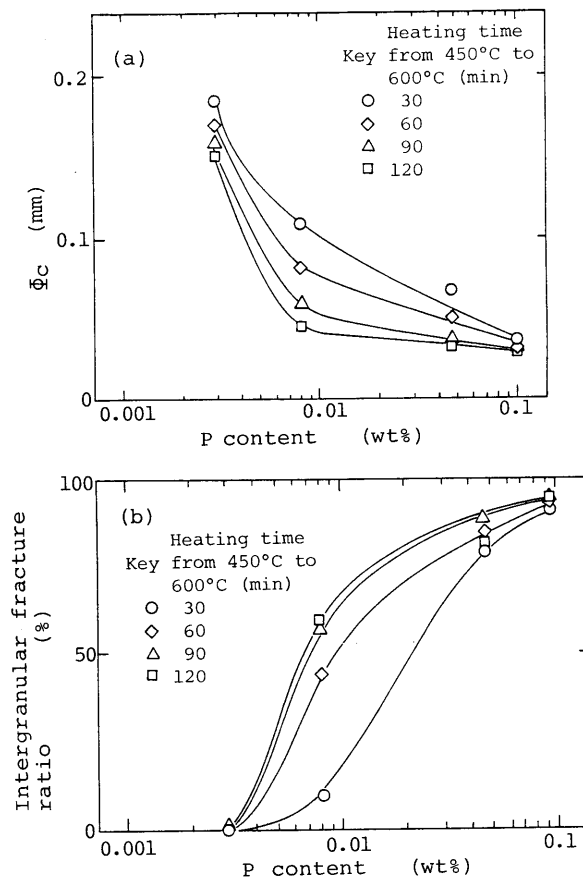 (a)
Heating time
Key from 450°C to
600°C (min)
○ 30
◇ 60
△ 90
□ 120
0.2
0.1
0
Φc (mm)
0.001 0.01 0.1
P content (wt%)
(b)
Heating time
Key from 450°C to
600°C (min)
○ 30
◇ 60
△ 90
□ 120
100
50
0
Intergranular fracture
ratio (%)
0.001 0.01 0.1
P content (wt%)